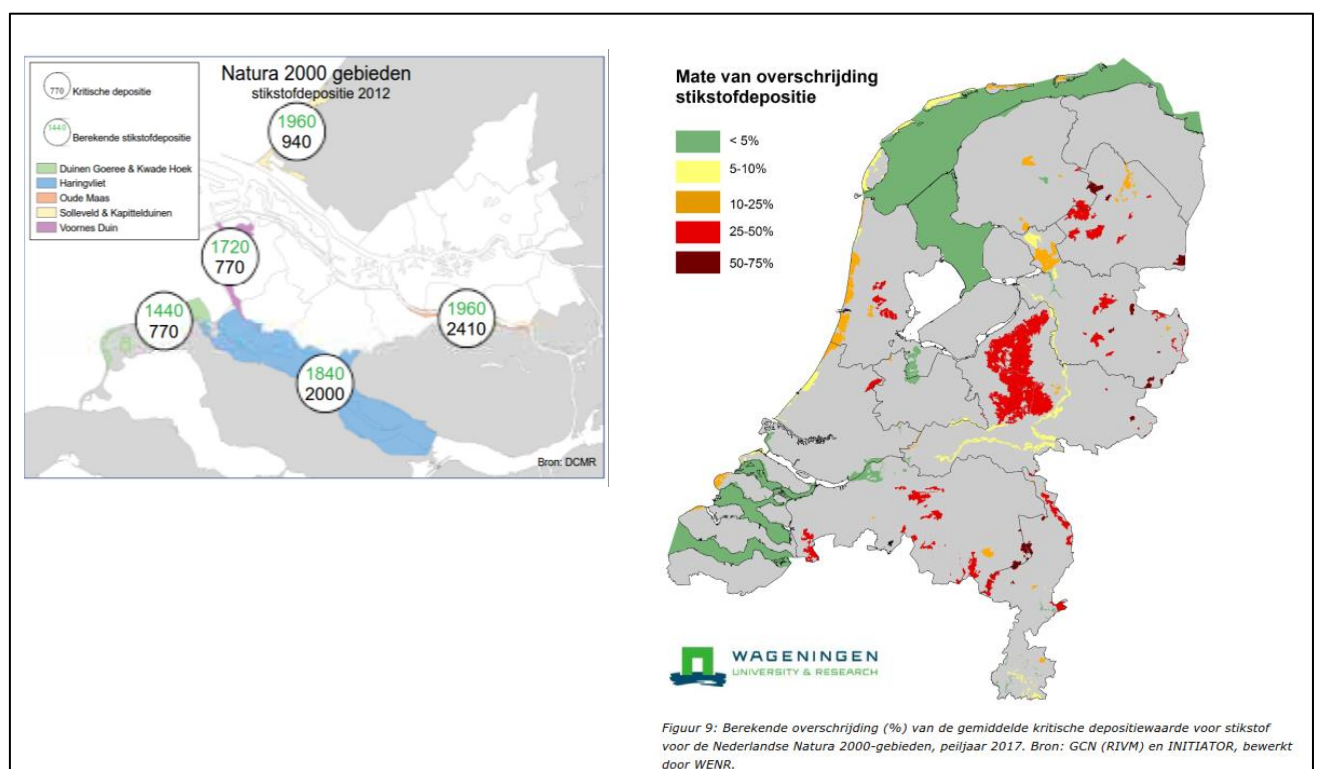 Natura 2000 gebieden
stikstofdepositie 2012
770 Kritische depositie
1440 Berekende stikstofdepositie
Duinen Goeree & Kwade Hoek
Haringvliet
Oude Maas
Solleveld & Kapittelduinen
Voornes Duin
1960
940
1720
770
1440
770
1960
2410
1840
2000
Bron: DCMR
Mate van overschrijding
stikstofdepositie
< 5%
5-10%
10-25%
25-50%
50-75%
WAGENINGEN
UNIVERSITY & RESEARCH
Figuur 9: Berekende overschrijding (%) van de gemiddelde kritische depositiewaarde voor stikstof
voor de Nederlandse Natura 2000-gebieden, peiljaar 2017. Bron: GCN (RIVM) en INITIATOR, bewerkt
door WENR.